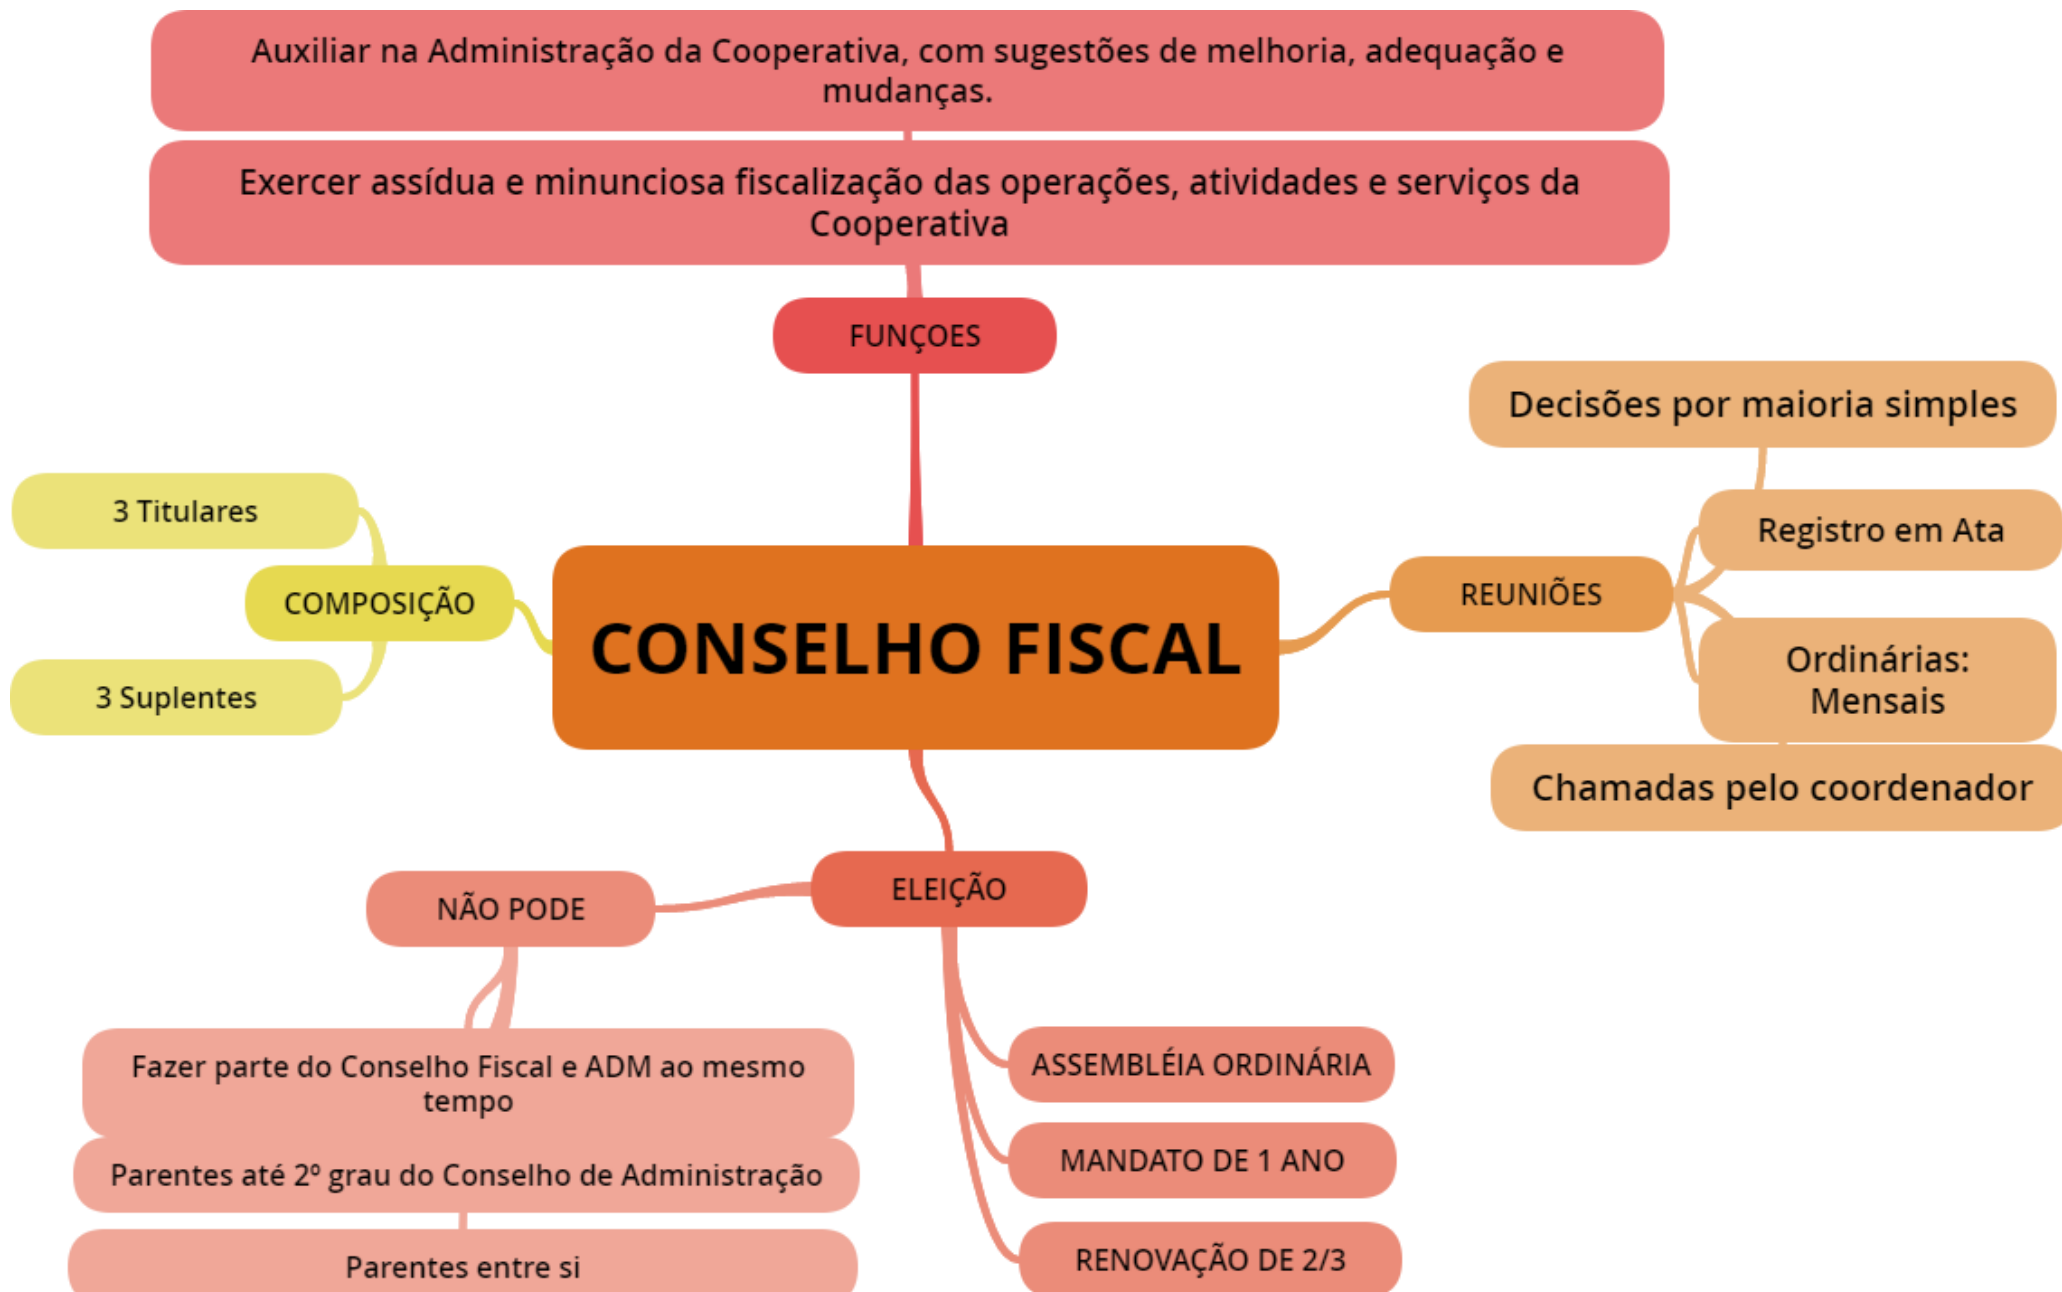 Auxiliar na Administração da Cooperativa, com sugestões de melhoria, adequação e
mudanças.
Exercer assídua e minunciosa fiscalização das operações, atividades e serviços da
Cooperativa
FUNÇOES
Decisões por maioria simples
3 Titulares
Registro em Ata
COMPOSIÇÃO
CONSELHO FISCAL
REUNIÕES
3 Suplentes
Ordinárias:
Mensais
Chamadas pelo coordenador
NÃO PODE
ELEIÇÃO
Fazer parte do Conselho Fiscal e ADM ao mesmo
tempo
Parentes até 2º grau do Conselho de Administração
Parentes entre si
ASSEMBLÉIA ORDINÁRIA
MANDATO DE 1 ANO
RENOVAÇÃO DE 2/3